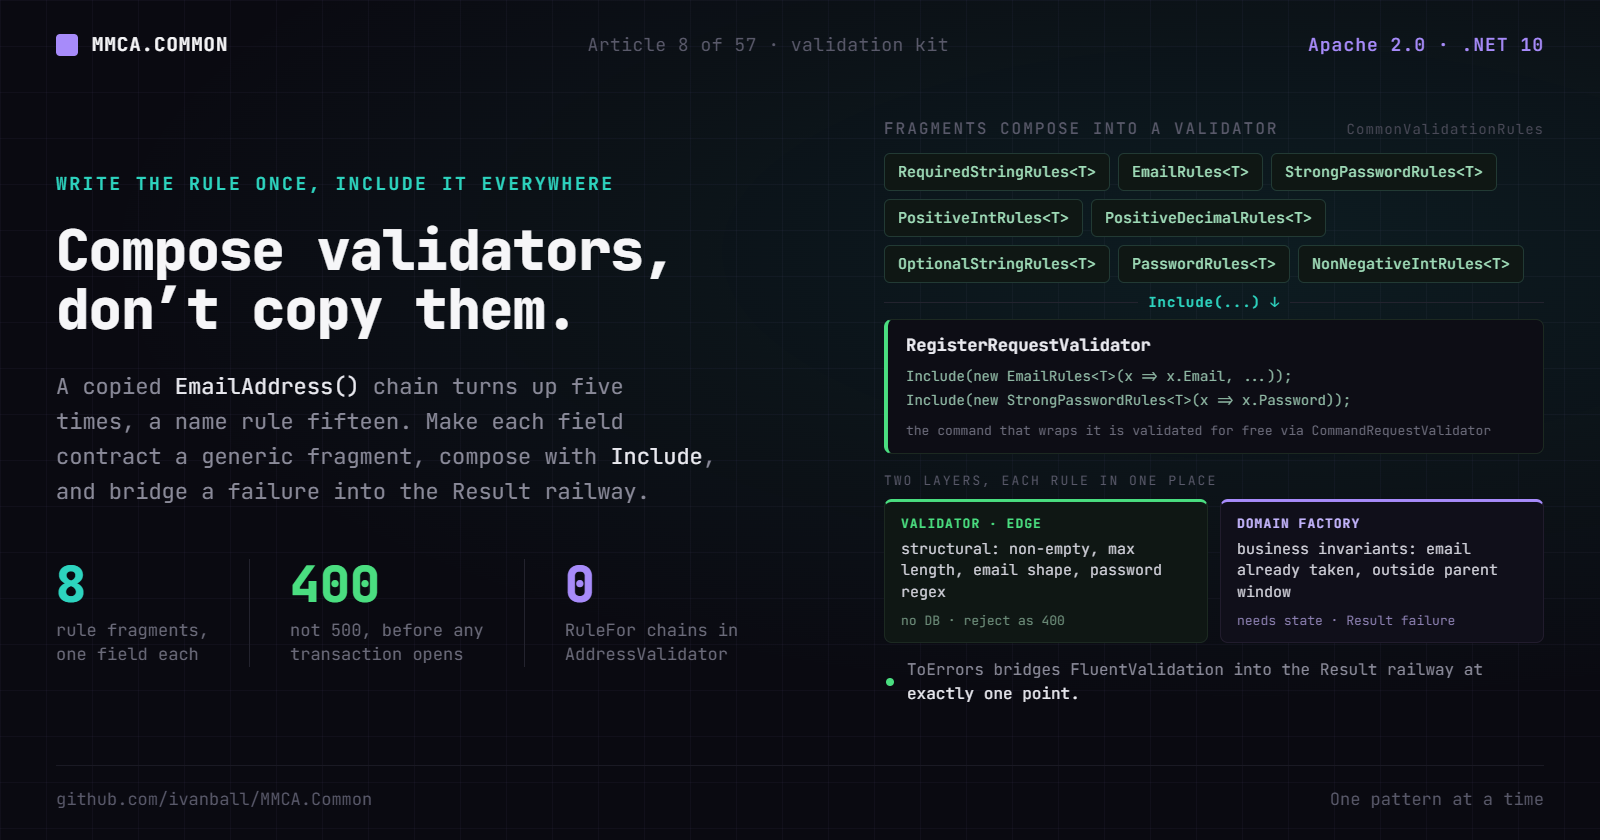 MMCA.COMMON
Article 8 of 57 · validation kit
Apache 2.0 · .NET 10
WRITE THE RULE ONCE, INCLUDE IT EVERYWHERE
Compose validators,
don’t copy them.
A copied EmailAddress() chain turns up five
times, a name rule fifteen. Make each field
contract a generic fragment, compose with Include,
and bridge a failure into the Result railway.
8
rule fragments,
one field each
400
not 500, before any
transaction opens
0
RuleFor chains in
AddressValidator
FRAGMENTS COMPOSE INTO A VALIDATOR
CommonValidationRules
RequiredStringRules<T>
EmailRules<T>
StrongPasswordRules<T>
PositiveIntRules<T>
PositiveDecimalRules<T>
OptionalStringRules<T>
PasswordRules<T>
NonNegativeIntRules<T>
Include(...) ↓
RegisterRequestValidator
Include(new EmailRules<T>(x => x.Email, ...));
Include(new StrongPasswordRules<T>(x => x.Password));
the command that wraps it is validated for free via CommandRequestValidator
TWO LAYERS, EACH RULE IN ONE PLACE
VALIDATOR · EDGE
structural: non-empty, max
length, email shape, password
regex
no DB · reject as 400
DOMAIN FACTORY
business invariants: email
already taken, outside parent
window
needs state · Result failure
ToErrors bridges FluentValidation into the Result railway at
exactly one point.
github.com/ivanball/MMCA.Common
One pattern at a time